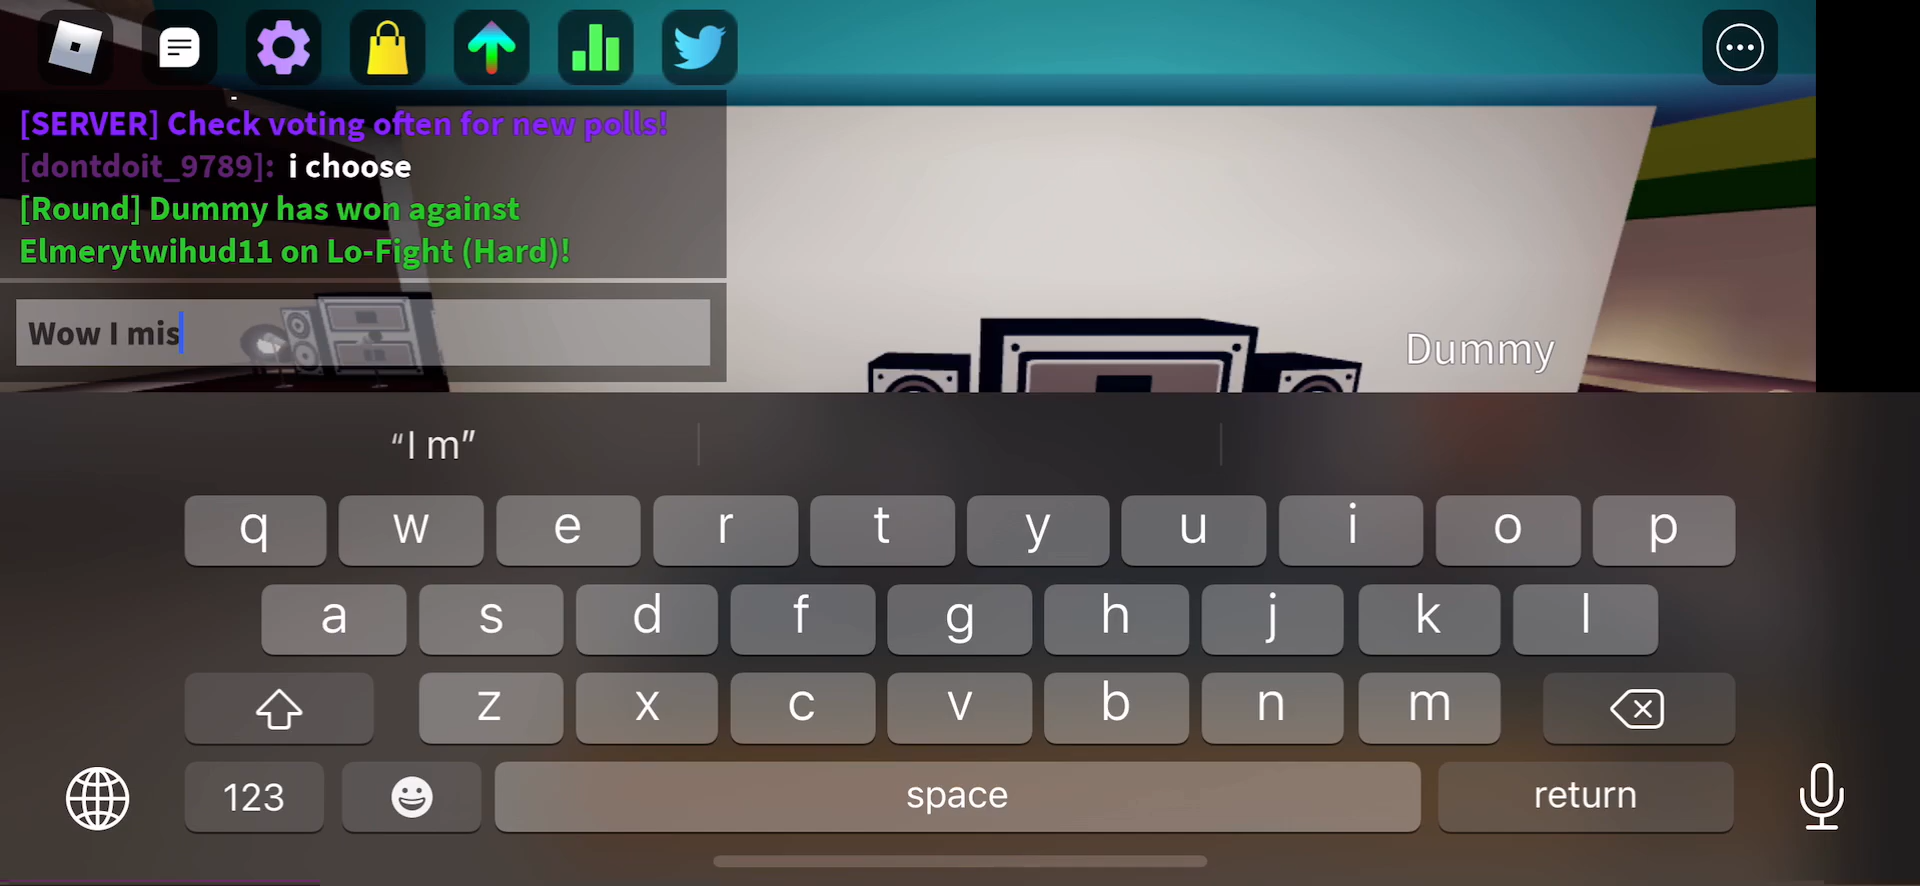 [SERVER] Check voting often for new polls!
[dontdoit_9789]: i choose
[Round] Dummy has won against
Elmerytwihud11 on Lo-Fight (Hard)!
Wow I mis
Dummy
“I m”
q w e r t y u i o p
a s d f g h j k l
z x c v b n m
123 space return